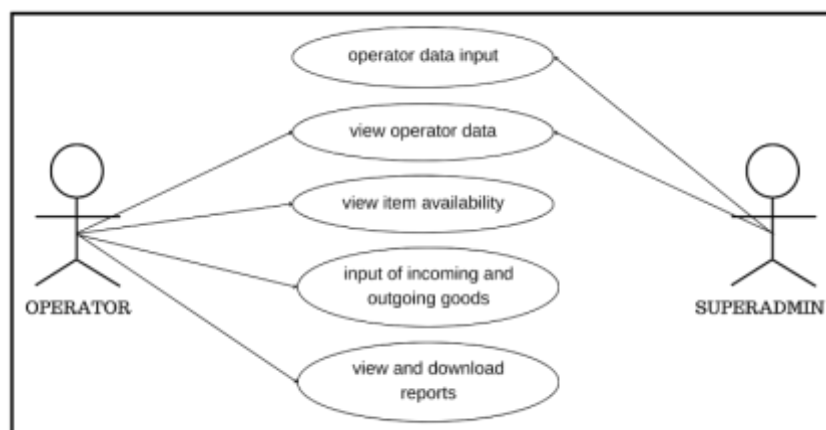 operator data input
view operator data
view item availability
input of incoming and
outgoing goods
OPERATOR
SUPERADMIN
view and download
reports